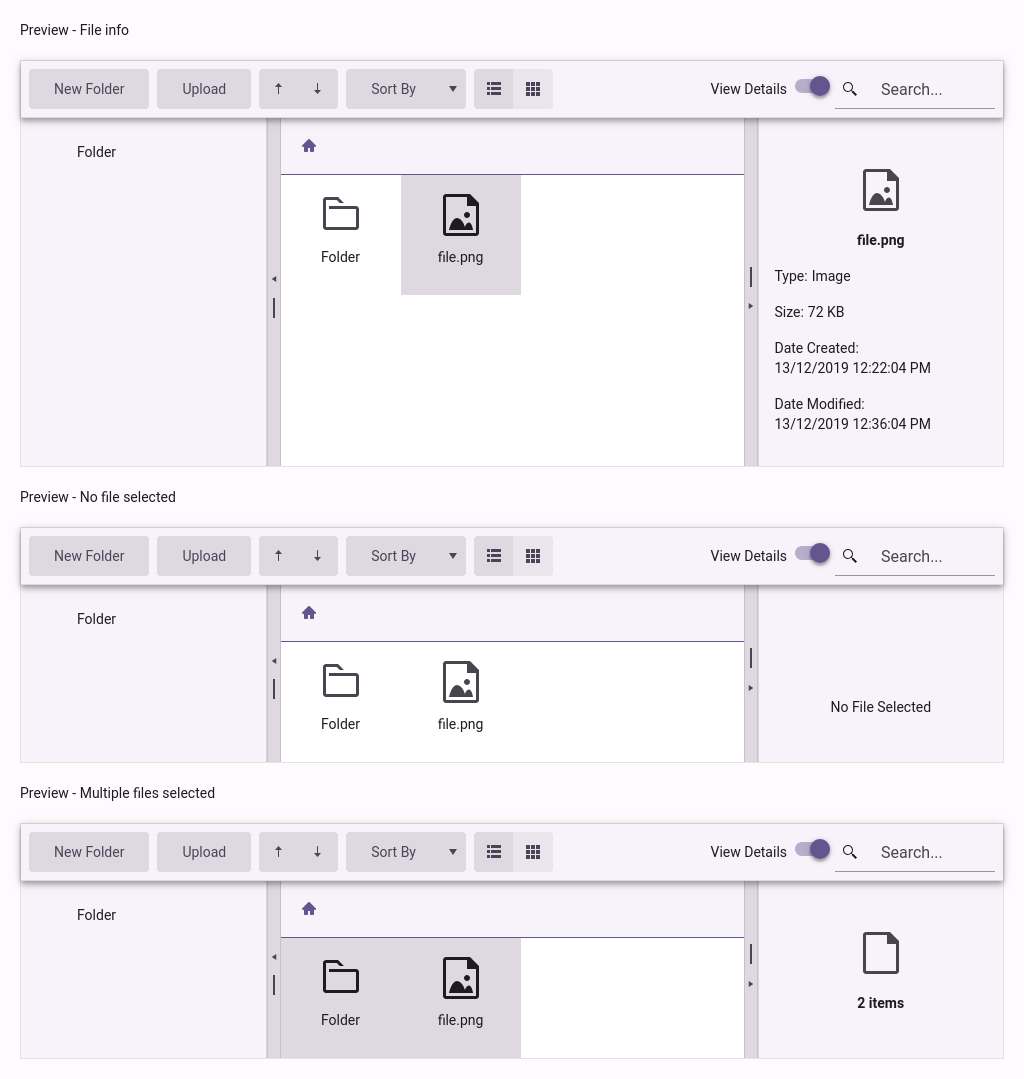 Preview - File info
New Folder Upload Sort By View Details Search...
Folder
Folder file.png
file.png
Type: Image
Size: 72 KB
Date Created:
13/12/2019 12:22:04 PM
Date Modified:
13/12/2019 12:36:04 PM
Preview - No file selected
New Folder Upload Sort By View Details Search...
Folder
Folder file.png
No File Selected
Preview - Multiple files selected
New Folder Upload Sort By View Details Search...
Folder
Folder file.png
2 items